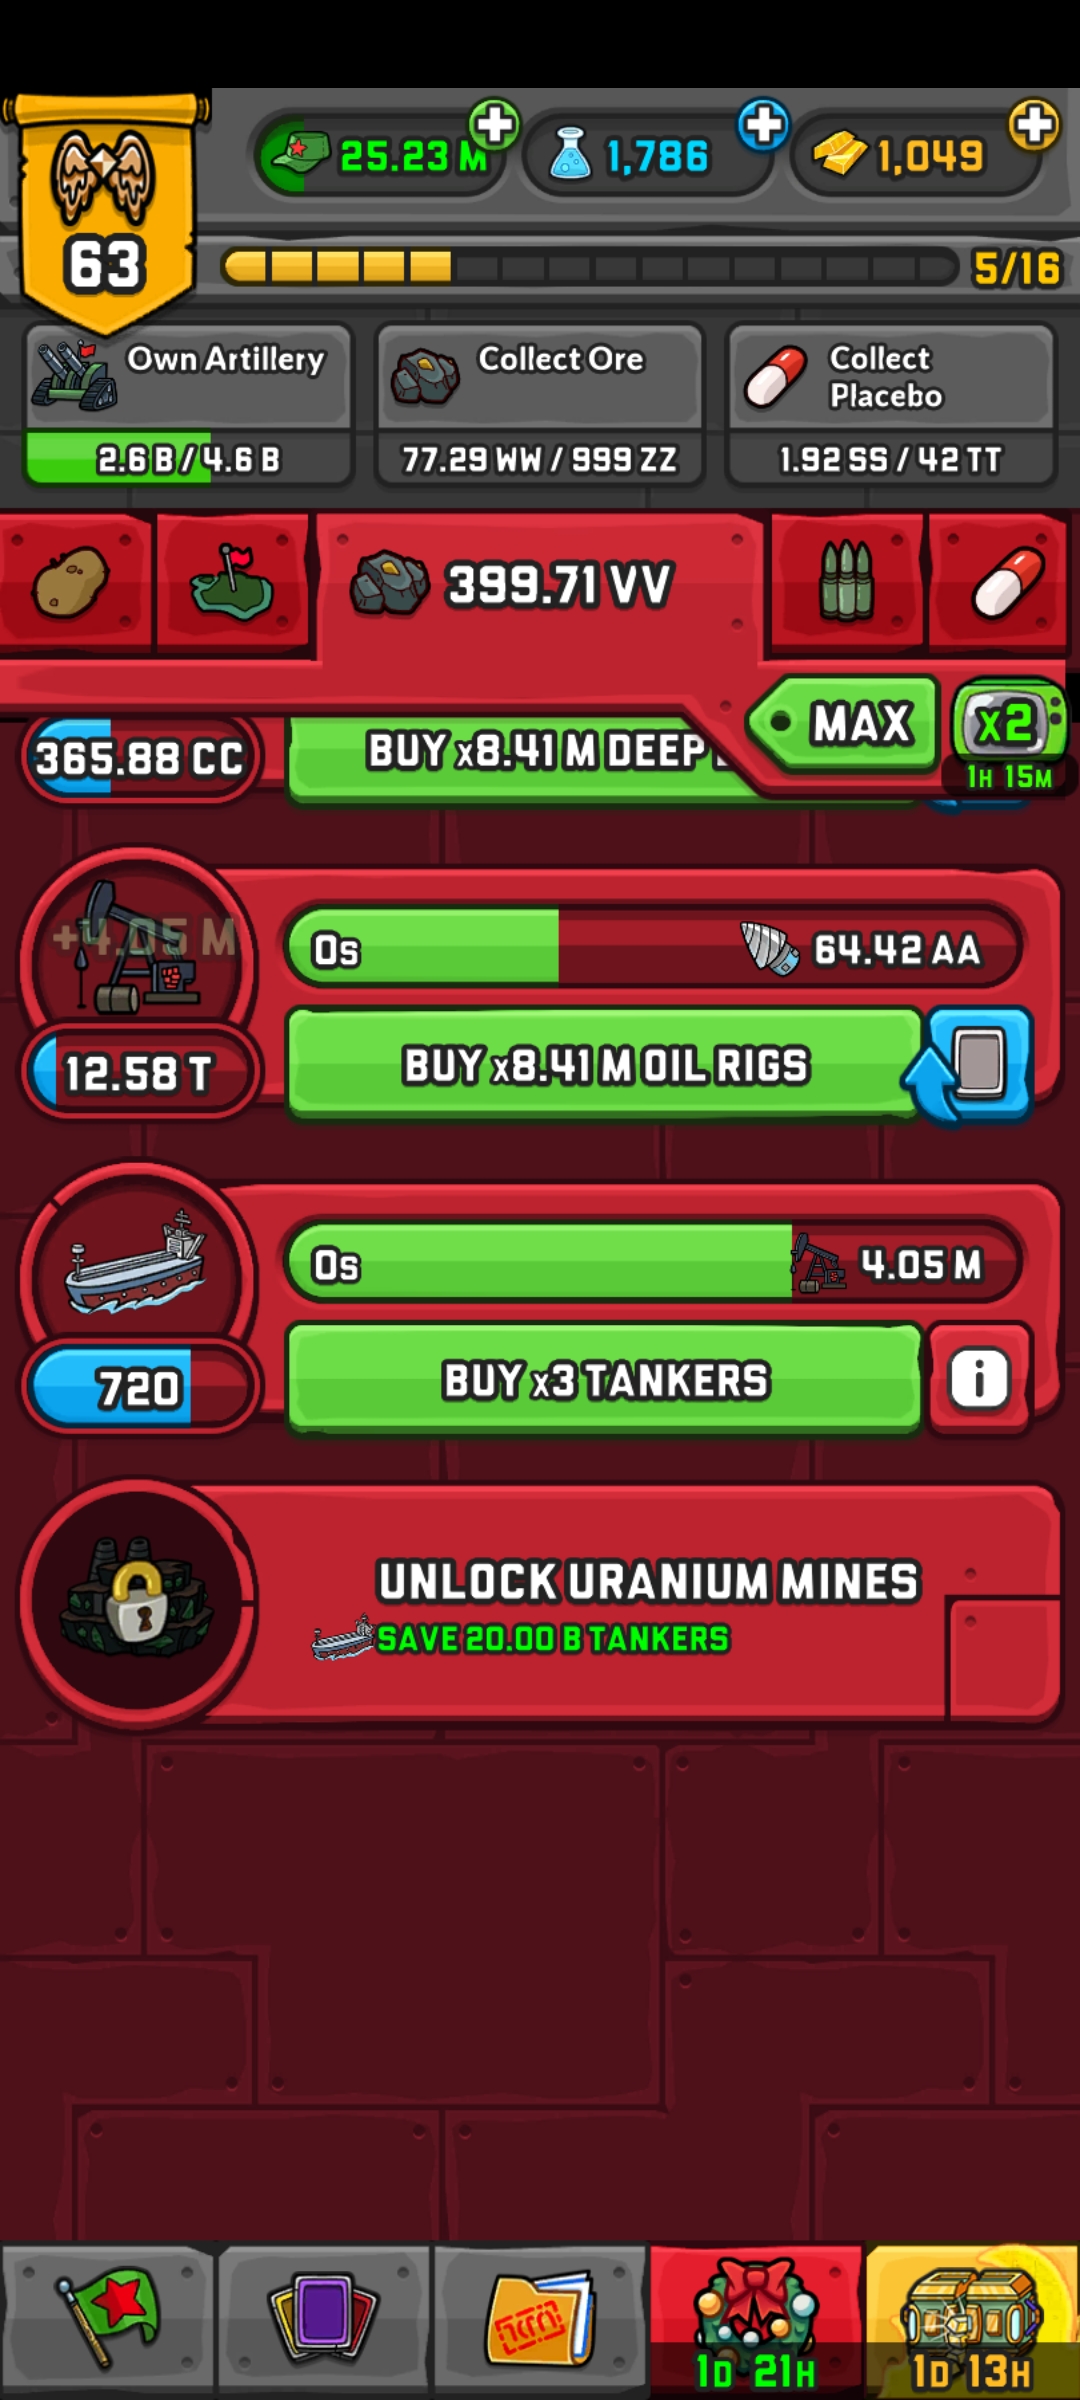 25.23 M
1,786
1,049
63
5/16
Own Artillery
2.6 B / 4.6 B
Collect Ore
77.29 WW / 999 ZZ
Collect
Placebo
1.92 SS / 42 TT
399.71 VV
MAX
x2
1H 15M
365.88 CC
BUY x8.41 M DEEP
+4.05 M
0s
64.42 AA
12.58 T
BUY x8.41 M OIL RIGS
0s
4.05 M
720
BUY x3 TANKERS
i
UNLOCK URANIUM MINES
SAVE 20.00 B TANKERS
1D 21H
1D 13H